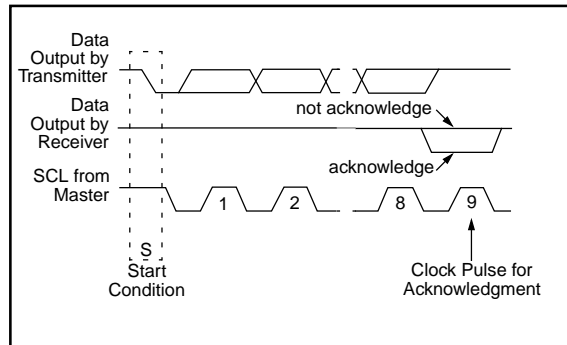 Data
Output by
Transmitter
Data
Output by
Receiver
not acknowledge
acknowledge
SCL from
Master
1
2
8
9
S
Start
Condition
Clock Pulse for
Acknowledgment